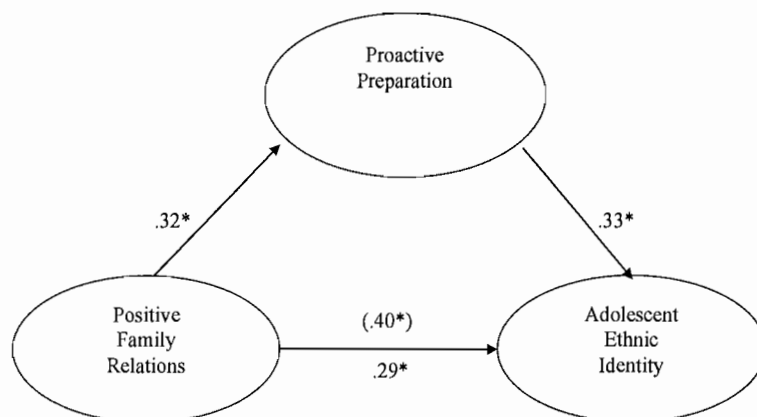 Proactive
Preparation
.32*
.33*
Positive
Family
Relations
(.40*)
.29*
Adolescent
Ethnic
Identity